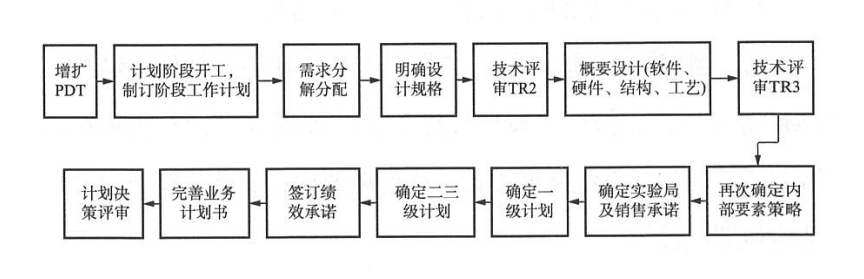 增扩
PDT
计划阶段开工,
制订阶段工作计划
需求分
解分配
明确设
计规格
技术评
审TR2
概要设计(软件、
硬件、结构、工艺)
技术评
审TR3
再次确定内
部要素策略
确定实验局
及销售承诺
确定一
级计划
确定二三
级计划
签订绩
效承诺
完善业务
计划书
计划决
策评审